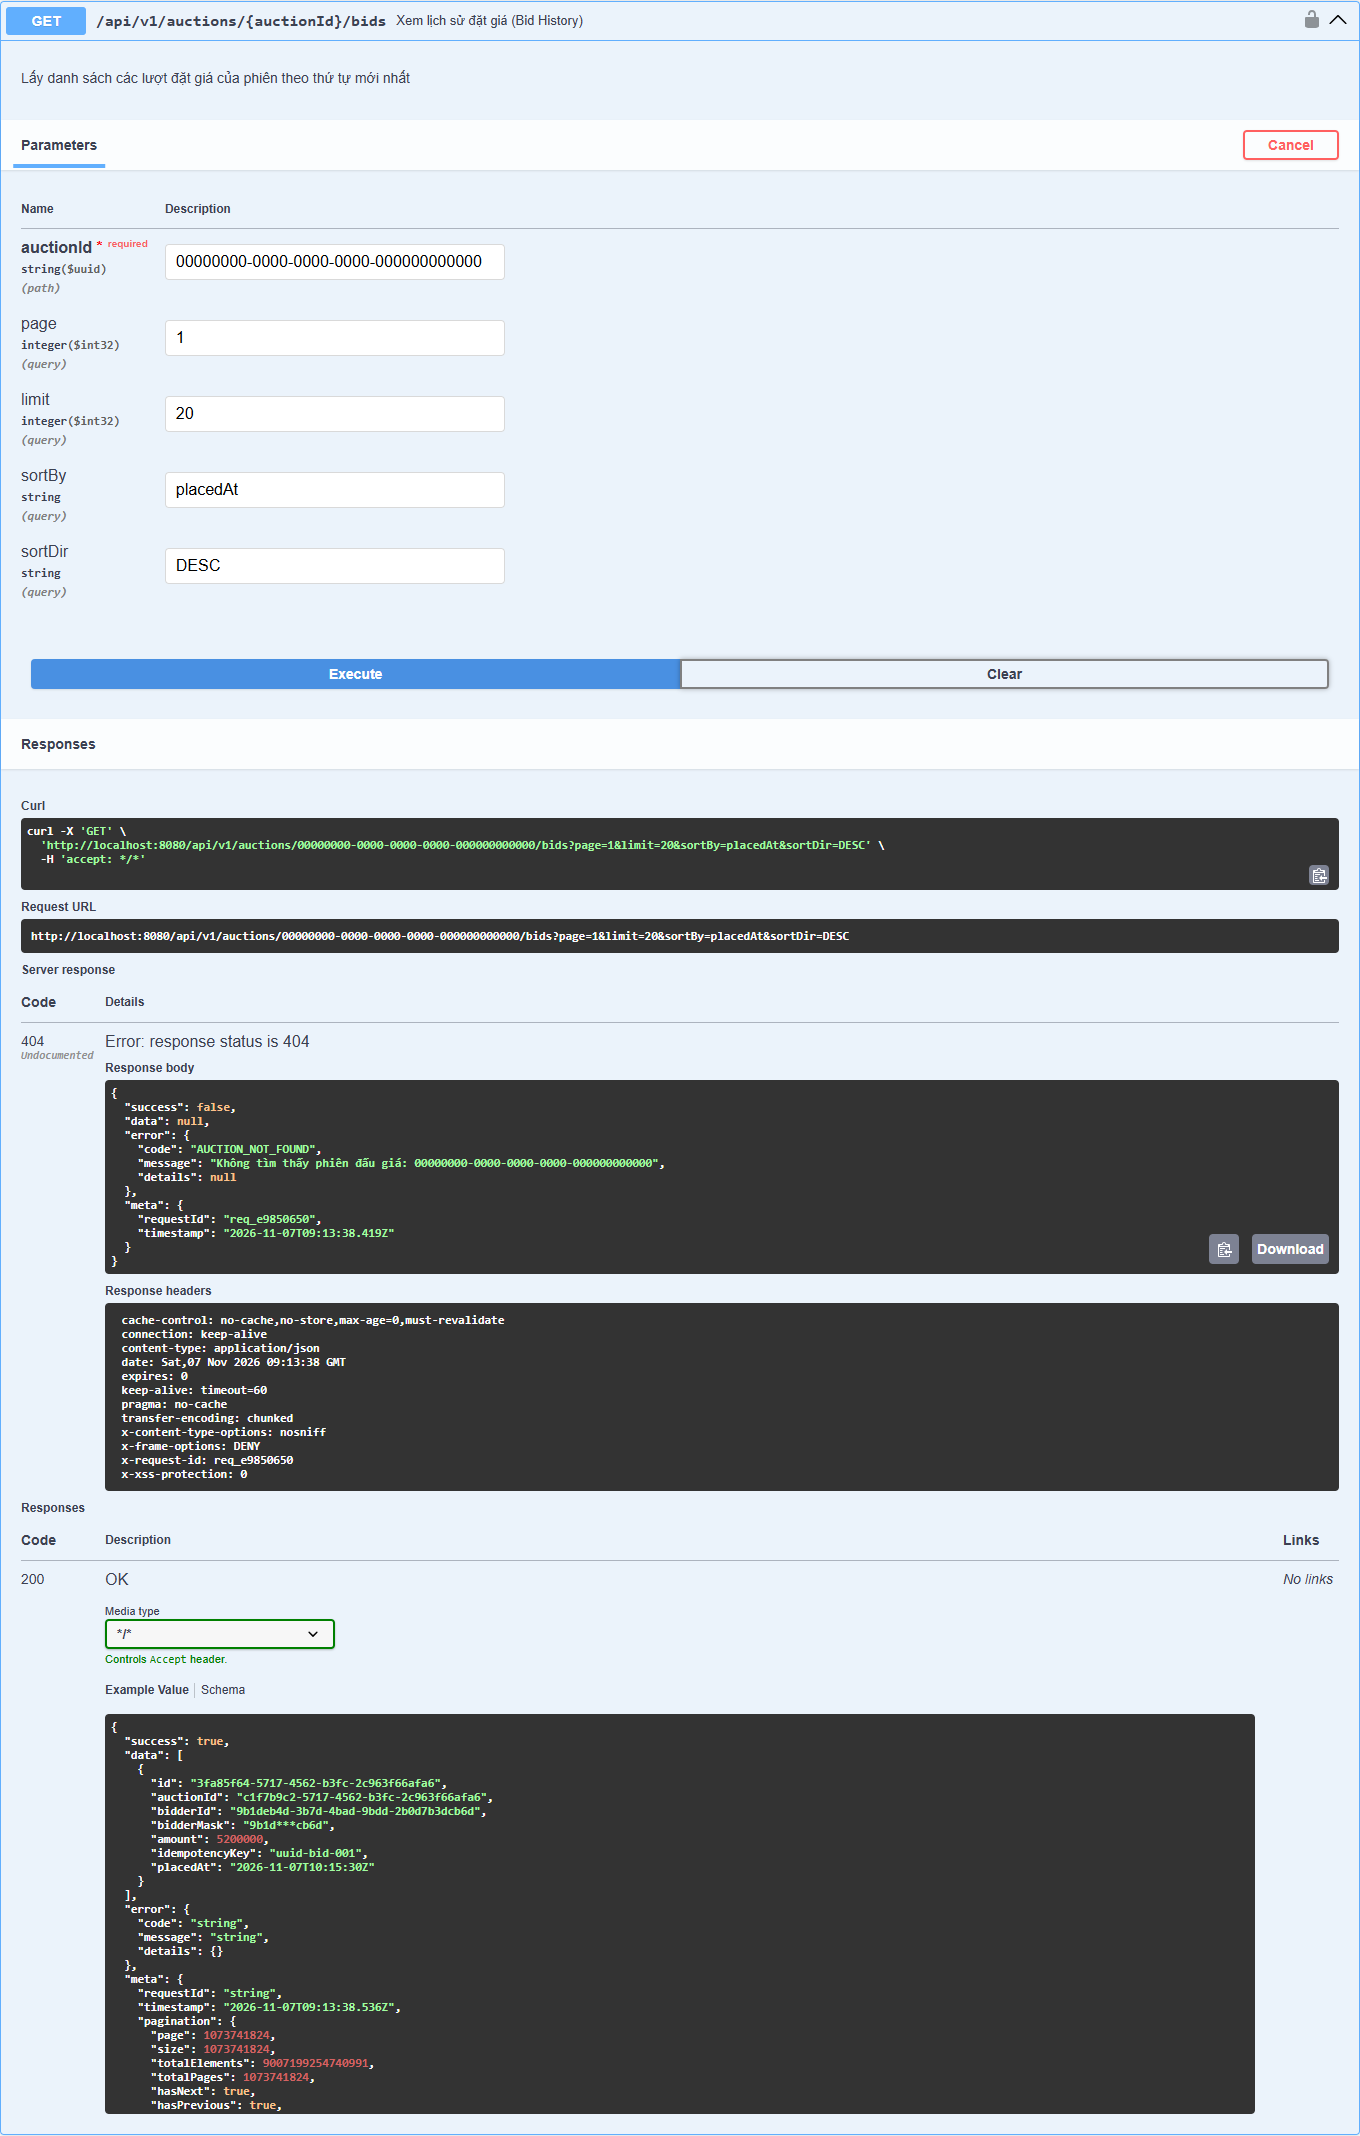 GET /api/v1/auctions/{auctionId}/bids Xem lịch sử đặt giá (Bid History)
Lấy danh sách các lượt đặt giá của phiên theo thứ tự mới nhất
Parameters Cancel
Name Description
auctionId * required
string($uuid)
(path)
00000000-0000-0000-0000-000000000000
page
integer($int32)
(query)
1
limit
integer($int32)
(query)
20
sortBy
string
(query)
placedAt
sortDir
string
(query)
DESC
Execute Clear
Responses
Curl
curl -X 'GET' \
'http://localhost:8080/api/v1/auctions/00000000-0000-0000-0000-000000000000/bids?page=1&limit=20&sortBy=placedAt&sortDir=DESC' \
-H 'accept: */*'
Request URL
http://localhost:8080/api/v1/auctions/00000000-0000-0000-0000-000000000000/bids?page=1&limit=20&sortBy=placedAt&sortDir=DESC
Server response
Code Details
404
Undocumented
Error: response status is 404
Response body
{
"success": false,
"data": null,
"error": {
"code": "AUCTION_NOT_FOUND",
"message": "Không tìm thấy phiên đấu giá: 00000000-0000-0000-0000-000000000000",
"details": null
},
"meta": {
"requestId": "req_e9850650",
"timestamp": "2026-11-07T09:13:38.419Z"
}
}
Download
Response headers
cache-control: no-cache,no-store,max-age=0,must-revalidate
connection: keep-alive
content-type: application/json
date: Sat,07 Nov 2026 09:13:38 GMT
expires: 0
keep-alive: timeout=60
pragma: no-cache
transfer-encoding: chunked
x-content-type-options: nosniff
x-frame-options: DENY
x-request-id: req_e9850650
x-xss-protection: 0
Responses
Code Description Links
200 OK No links
Media type
*/*
Controls Accept header.
Example Value Schema
{
"success": true,
"data": [
{
"id": "3fa85f64-5717-4562-b3fc-2c963f66afa6",
"auctionId": "c1f7b9c2-5717-4562-b3fc-2c963f66afa6",
"bidderId": "9b1deb4d-3b7d-4bad-9bdd-2b0d7b3dcb6d",
"bidderMask": "9b1d***cb6d",
"amount": 5200000,
"idempotencyKey": "uuid-bid-001",
"placedAt": "2026-11-07T10:15:30Z"
}
],
"error": {
"code": "string",
"message": "string",
"details": {}
},
"meta": {
"requestId": "string",
"timestamp": "2026-11-07T09:13:38.536Z",
"pagination": {
"page": 1073741824,
"size": 1073741824,
"totalElements": 9007199254740991,
"totalPages": 1073741824,
"hasNext": true,
"hasPrevious": true,